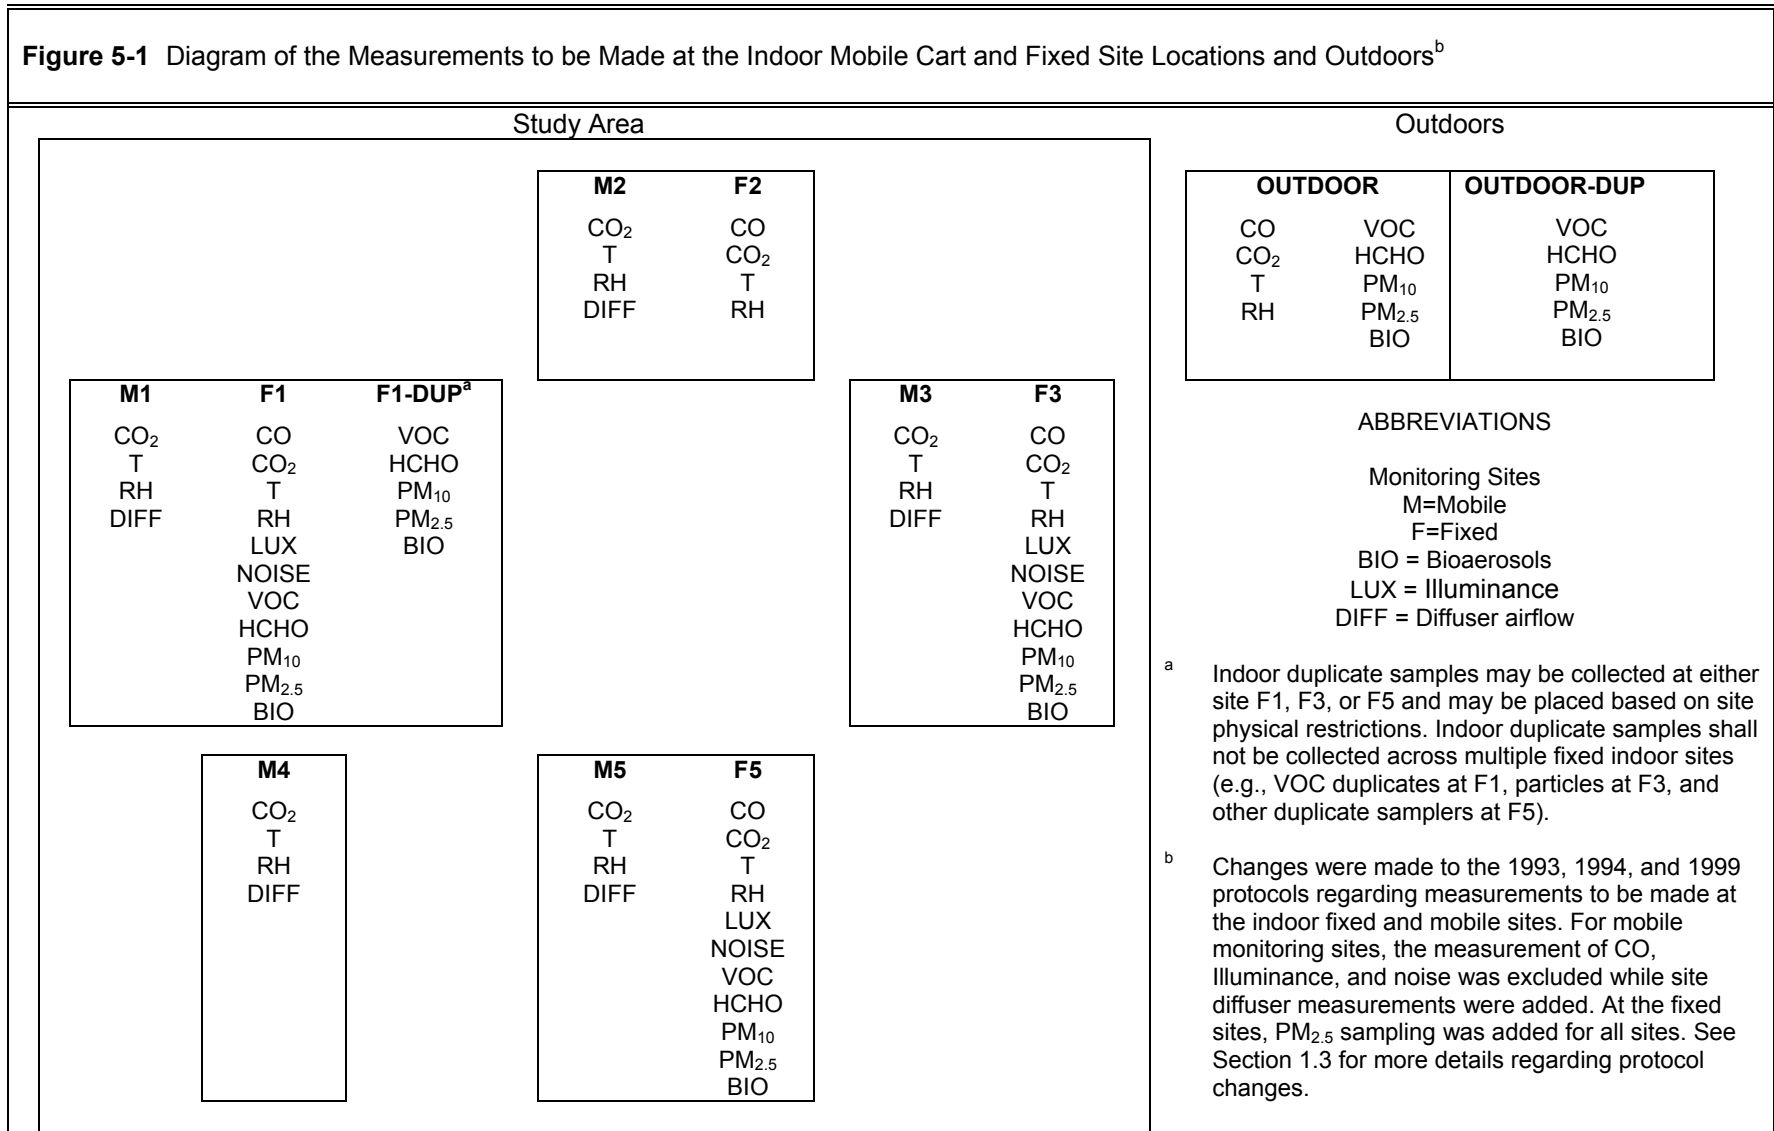 Figure 5-1 Diagram of the Measurements to be Made at the Indoor Mobile Cart and Fixed Site Locations and Outdoorsᵇ
Study Area
M2 F2
CO₂ CO
T CO₂
RH T
DIFF RH
M1 F1 F1-DUPᵃ
CO₂ CO VOC
T CO₂ HCHO
RH T PM₁₀
DIFF RH PM₂.₅
LUX BIO
NOISE
VOC
HCHO
PM₁₀
PM₂.₅
BIO
M3 F3
CO₂ CO
T CO₂
RH T
DIFF RH
LUX
NOISE
VOC
HCHO
PM₁₀
PM₂.₅
BIO
M4
CO₂
T
RH
DIFF
M5 F5
CO₂ CO
T CO₂
RH T
DIFF RH
LUX
NOISE
VOC
HCHO
PM₁₀
PM₂.₅
BIO
Outdoors
OUTDOOR OUTDOOR-DUP
CO VOC VOC
CO₂ HCHO HCHO
T PM₁₀ PM₁₀
RH PM₂.₅ PM₂.₅
BIO BIO
ABBREVIATIONS
Monitoring Sites
M=Mobile
F=Fixed
BIO = Bioaerosols
LUX = Illuminance
DIFF = Diffuser airflow
ᵃ Indoor duplicate samples may be collected at either
site F1, F3, or F5 and may be placed based on site
physical restrictions. Indoor duplicate samples shall
not be collected across multiple fixed indoor sites
(e.g., VOC duplicates at F1, particles at F3, and
other duplicate samplers at F5).
ᵇ Changes were made to the 1993, 1994, and 1999
protocols regarding measurements to be made at
the indoor fixed and mobile sites. For mobile
monitoring sites, the measurement of CO,
Illuminance, and noise was excluded while site
diffuser measurements were added. At the fixed
sites, PM₂.₅ sampling was added for all sites. See
Section 1.3 for more details regarding protocol
changes.